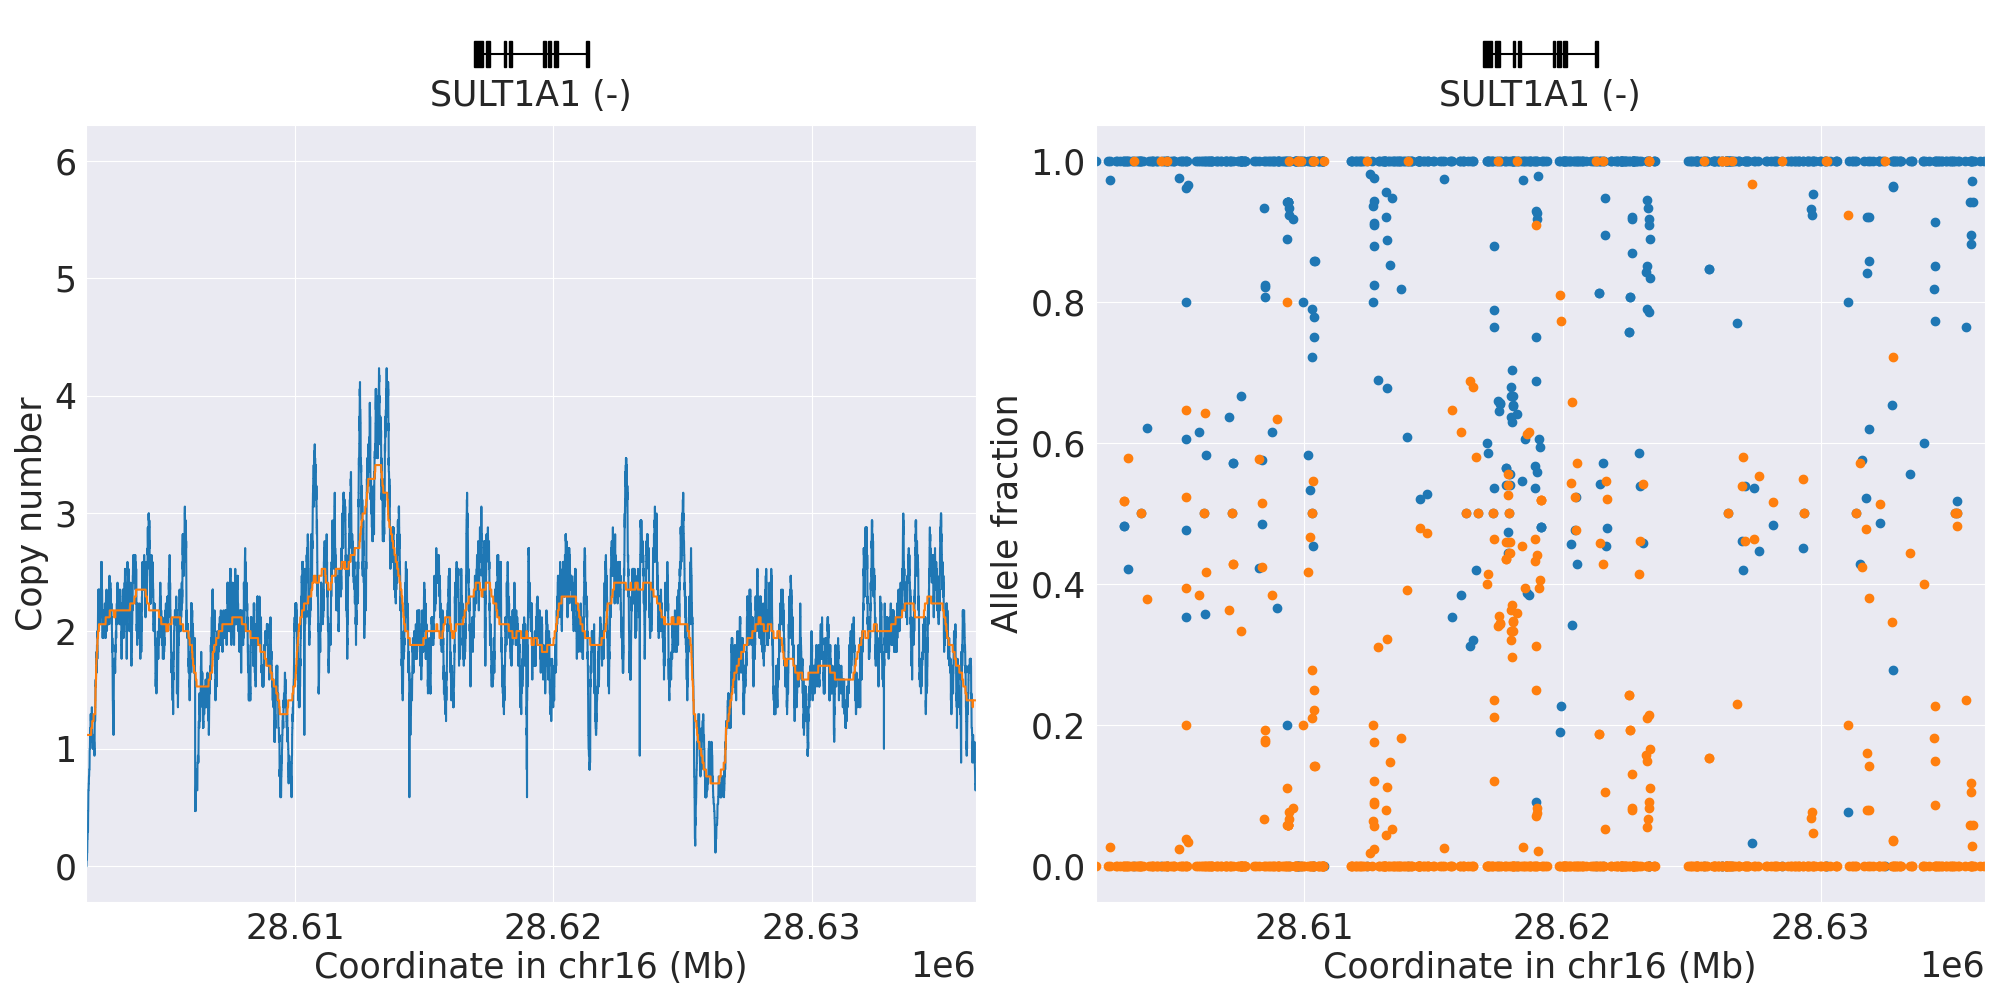 SULT1A1 (-)
6
5
4
3
2
1
0
Copy number
28.61
28.62
28.63
Coordinate in chr16 (Mb)
1e6
SULT1A1 (-)
1.0
0.8
0.6
0.4
0.2
0.0
Allele fraction
28.61
28.62
28.63
Coordinate in chr16 (Mb)
1e6